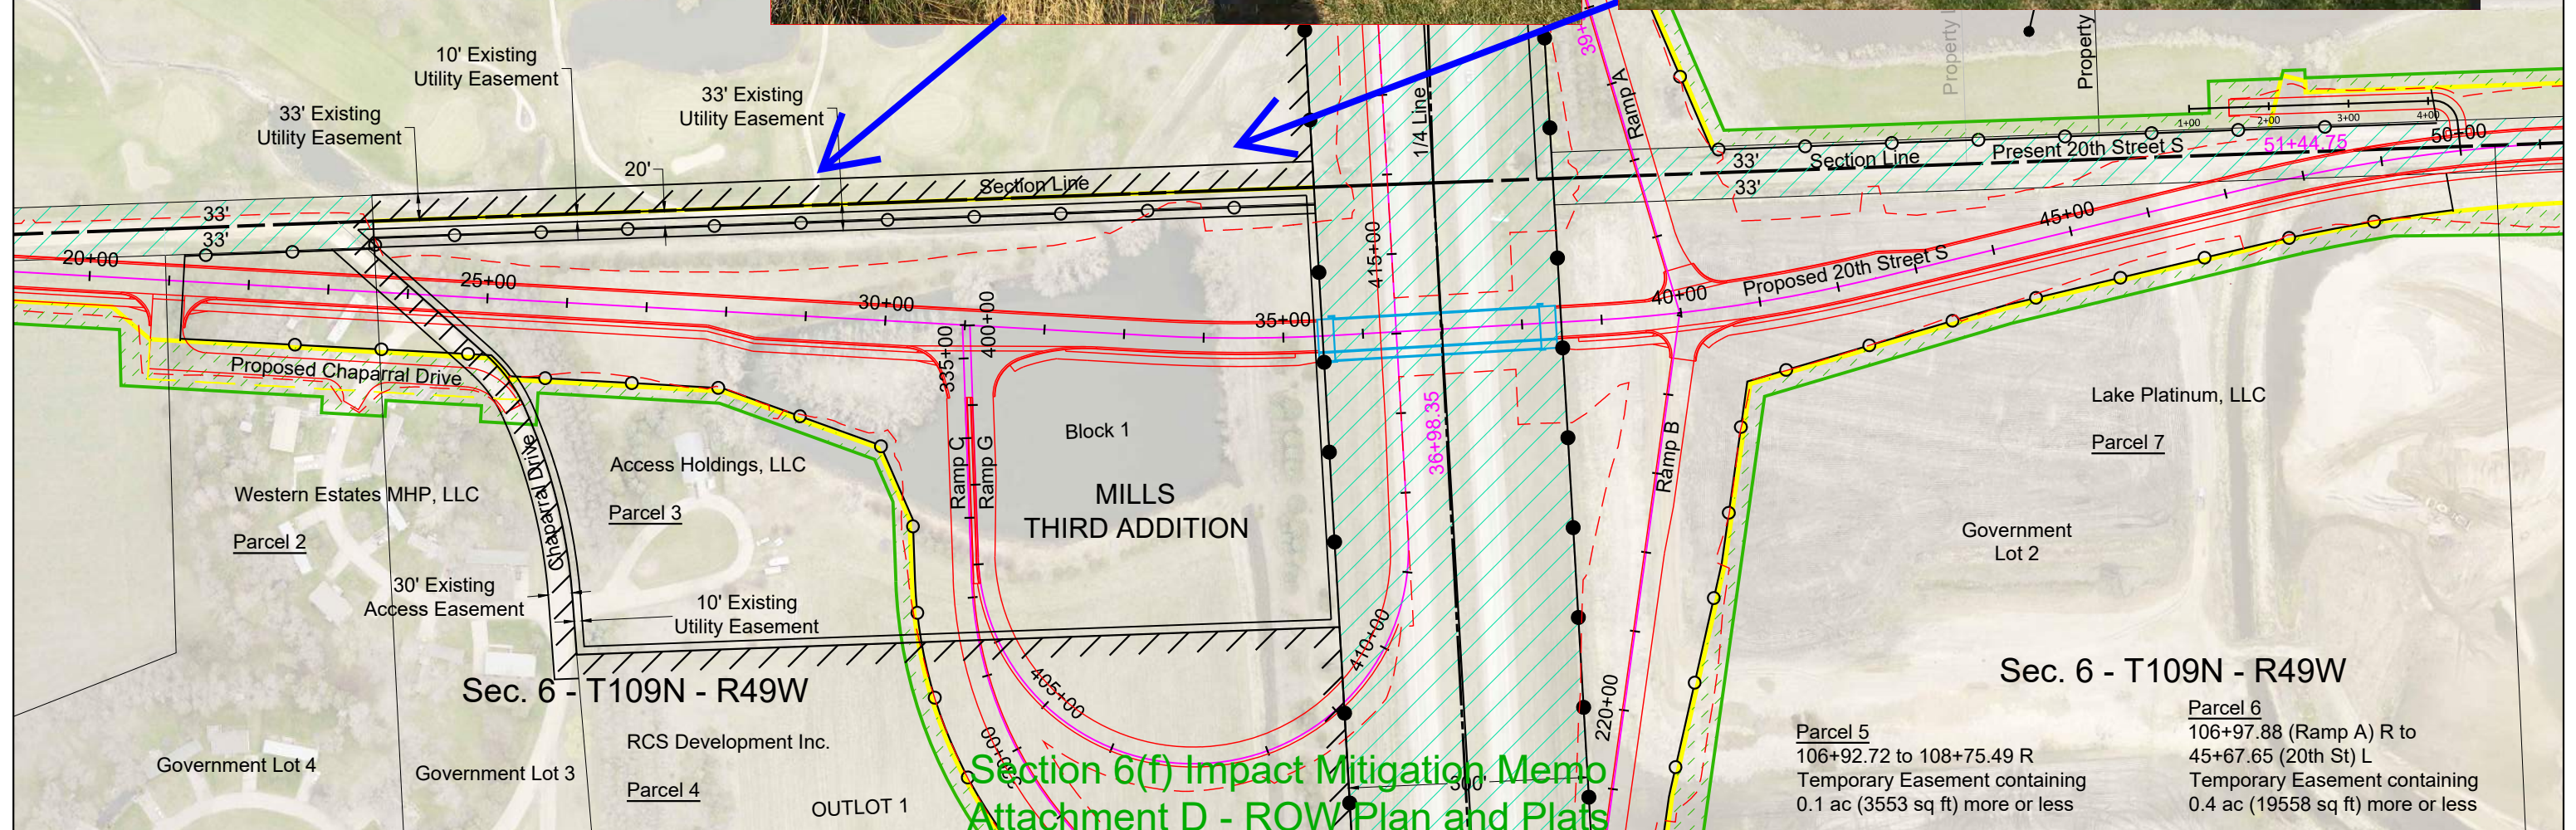 10' Existing
Utility Easement
33' Existing
Utility Easement
33' Existing
Utility Easement
20'
Section Line
33'
33'
20+00
25+00
30+00
35+00
335+00
400+00
Ramp C
Ramp G
Block 1
MILLS
THIRD ADDITION
415+00
1/4 Line
36+98.35
Ramp A
Property
Property
33'
Section Line
33'
Present 20th Street S
1+00
2+00
3+00
4+00
51+44.75
50+00
45+00
40+00
Proposed 20th Street S
Ramp B
220+00
Lake Platinum, LLC
Parcel 7
Government
Lot 2
Proposed Chaparral Drive
Chaparral Drive
Western Estates MHP, LLC
Parcel 2
Access Holdings, LLC
Parcel 3
30' Existing
Access Easement
10' Existing
Utility Easement
Sec. 6 - T109N - R49W
Government Lot 4
Government Lot 3
RCS Development Inc.
Parcel 4
OUTLOT 1
405+00
410+00
300'
Section 6(f) Impact Mitigation Memo
Attachment D - ROW Plan and Plats
Sec. 6 - T109N - R49W
Parcel 5
106+92.72 to 108+75.49 R
Temporary Easement containing
0.1 ac (3553 sq ft) more or less
Parcel 6
106+97.88 (Ramp A) R to
45+67.65 (20th St) L
Temporary Easement containing
0.4 ac (19558 sq ft) more or less